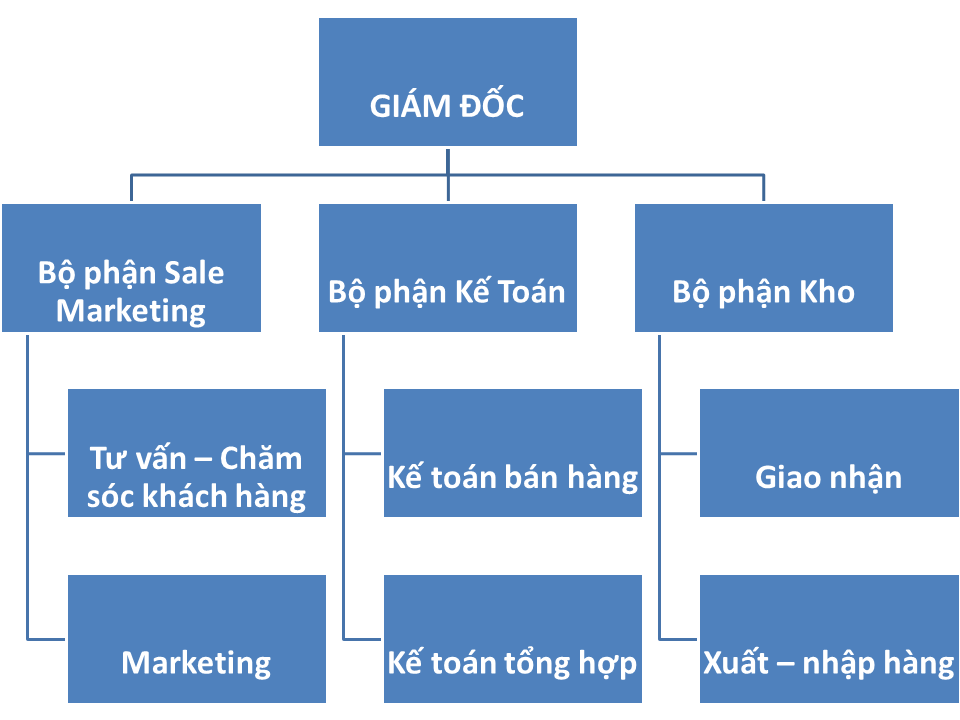 GIÁM ĐỐC
Bộ phận Sale
Marketing
Bộ phận Kế Toán
Bộ phận Kho
Tư vấn – Chăm
sóc khách hàng
Kế toán bán hàng
Giao nhận
Marketing
Kế toán tổng hợp
Xuất – nhập hàng